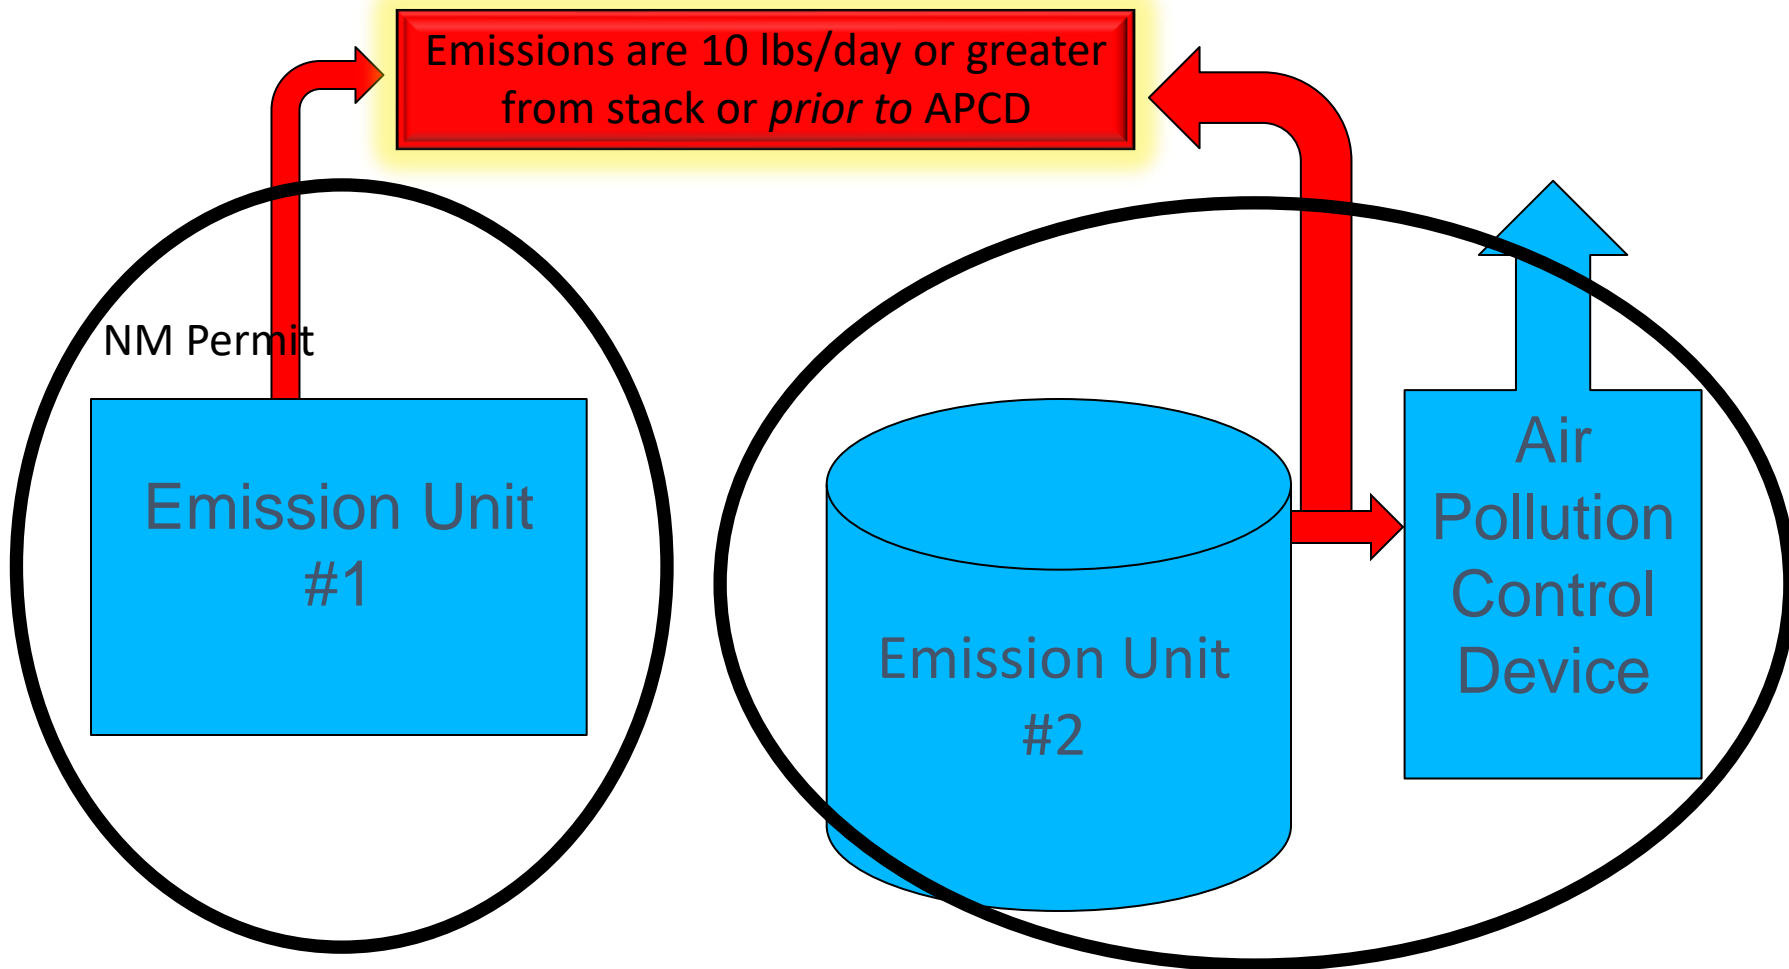 Emissions are 10 lbs/day or greater
from stack or prior to APCD
NM Permit
Emission Unit
#1
Emission Unit
#2
Air
Pollution
Control
Device